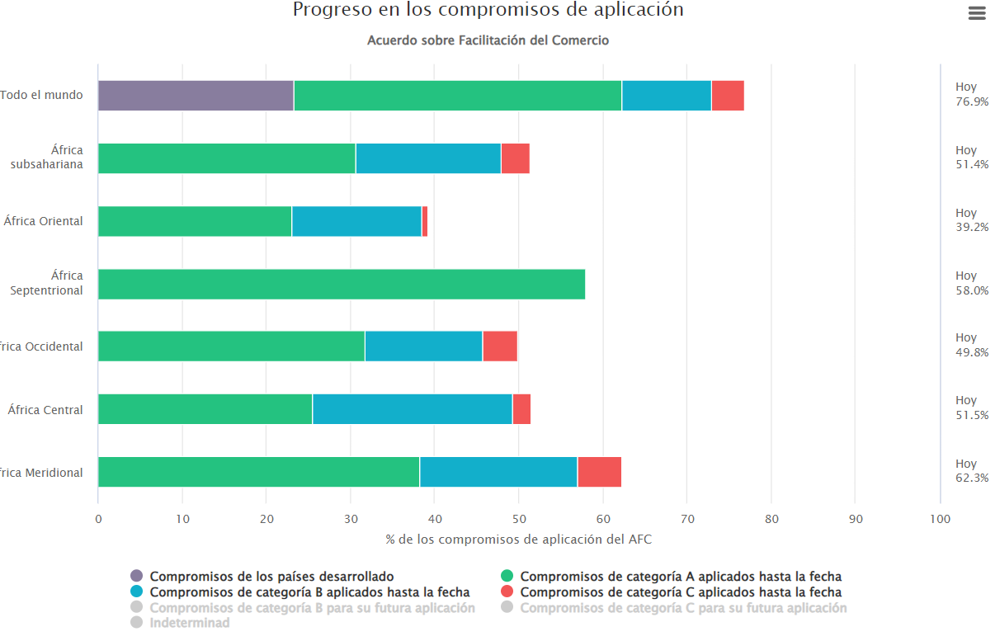 Progreso en los compromisos de aplicación
Acuerdo sobre Facilitación del Comercio
Todo el mundo
Hoy
76.9%
África
subsahariana
Hoy
51.4%
África Oriental
Hoy
39.2%
África
Septentrional
Hoy
58.0%
frica Occidental
Hoy
49.8%
África Central
Hoy
51.5%
frica Meridional
Hoy
62.3%
0 10 20 30 40 50 60 70 80 90 100
% de los compromisos de aplicación del AFC
Compromisos de los países desarrollado
Compromisos de categoría A aplicados hasta la fecha
Compromisos de categoría B aplicados hasta la fecha
Compromisos de categoría C aplicados hasta la fecha
Compromisos de categoría B para su futura aplicación
Compromisos de categoría C para su futura aplicación
Indeterminad